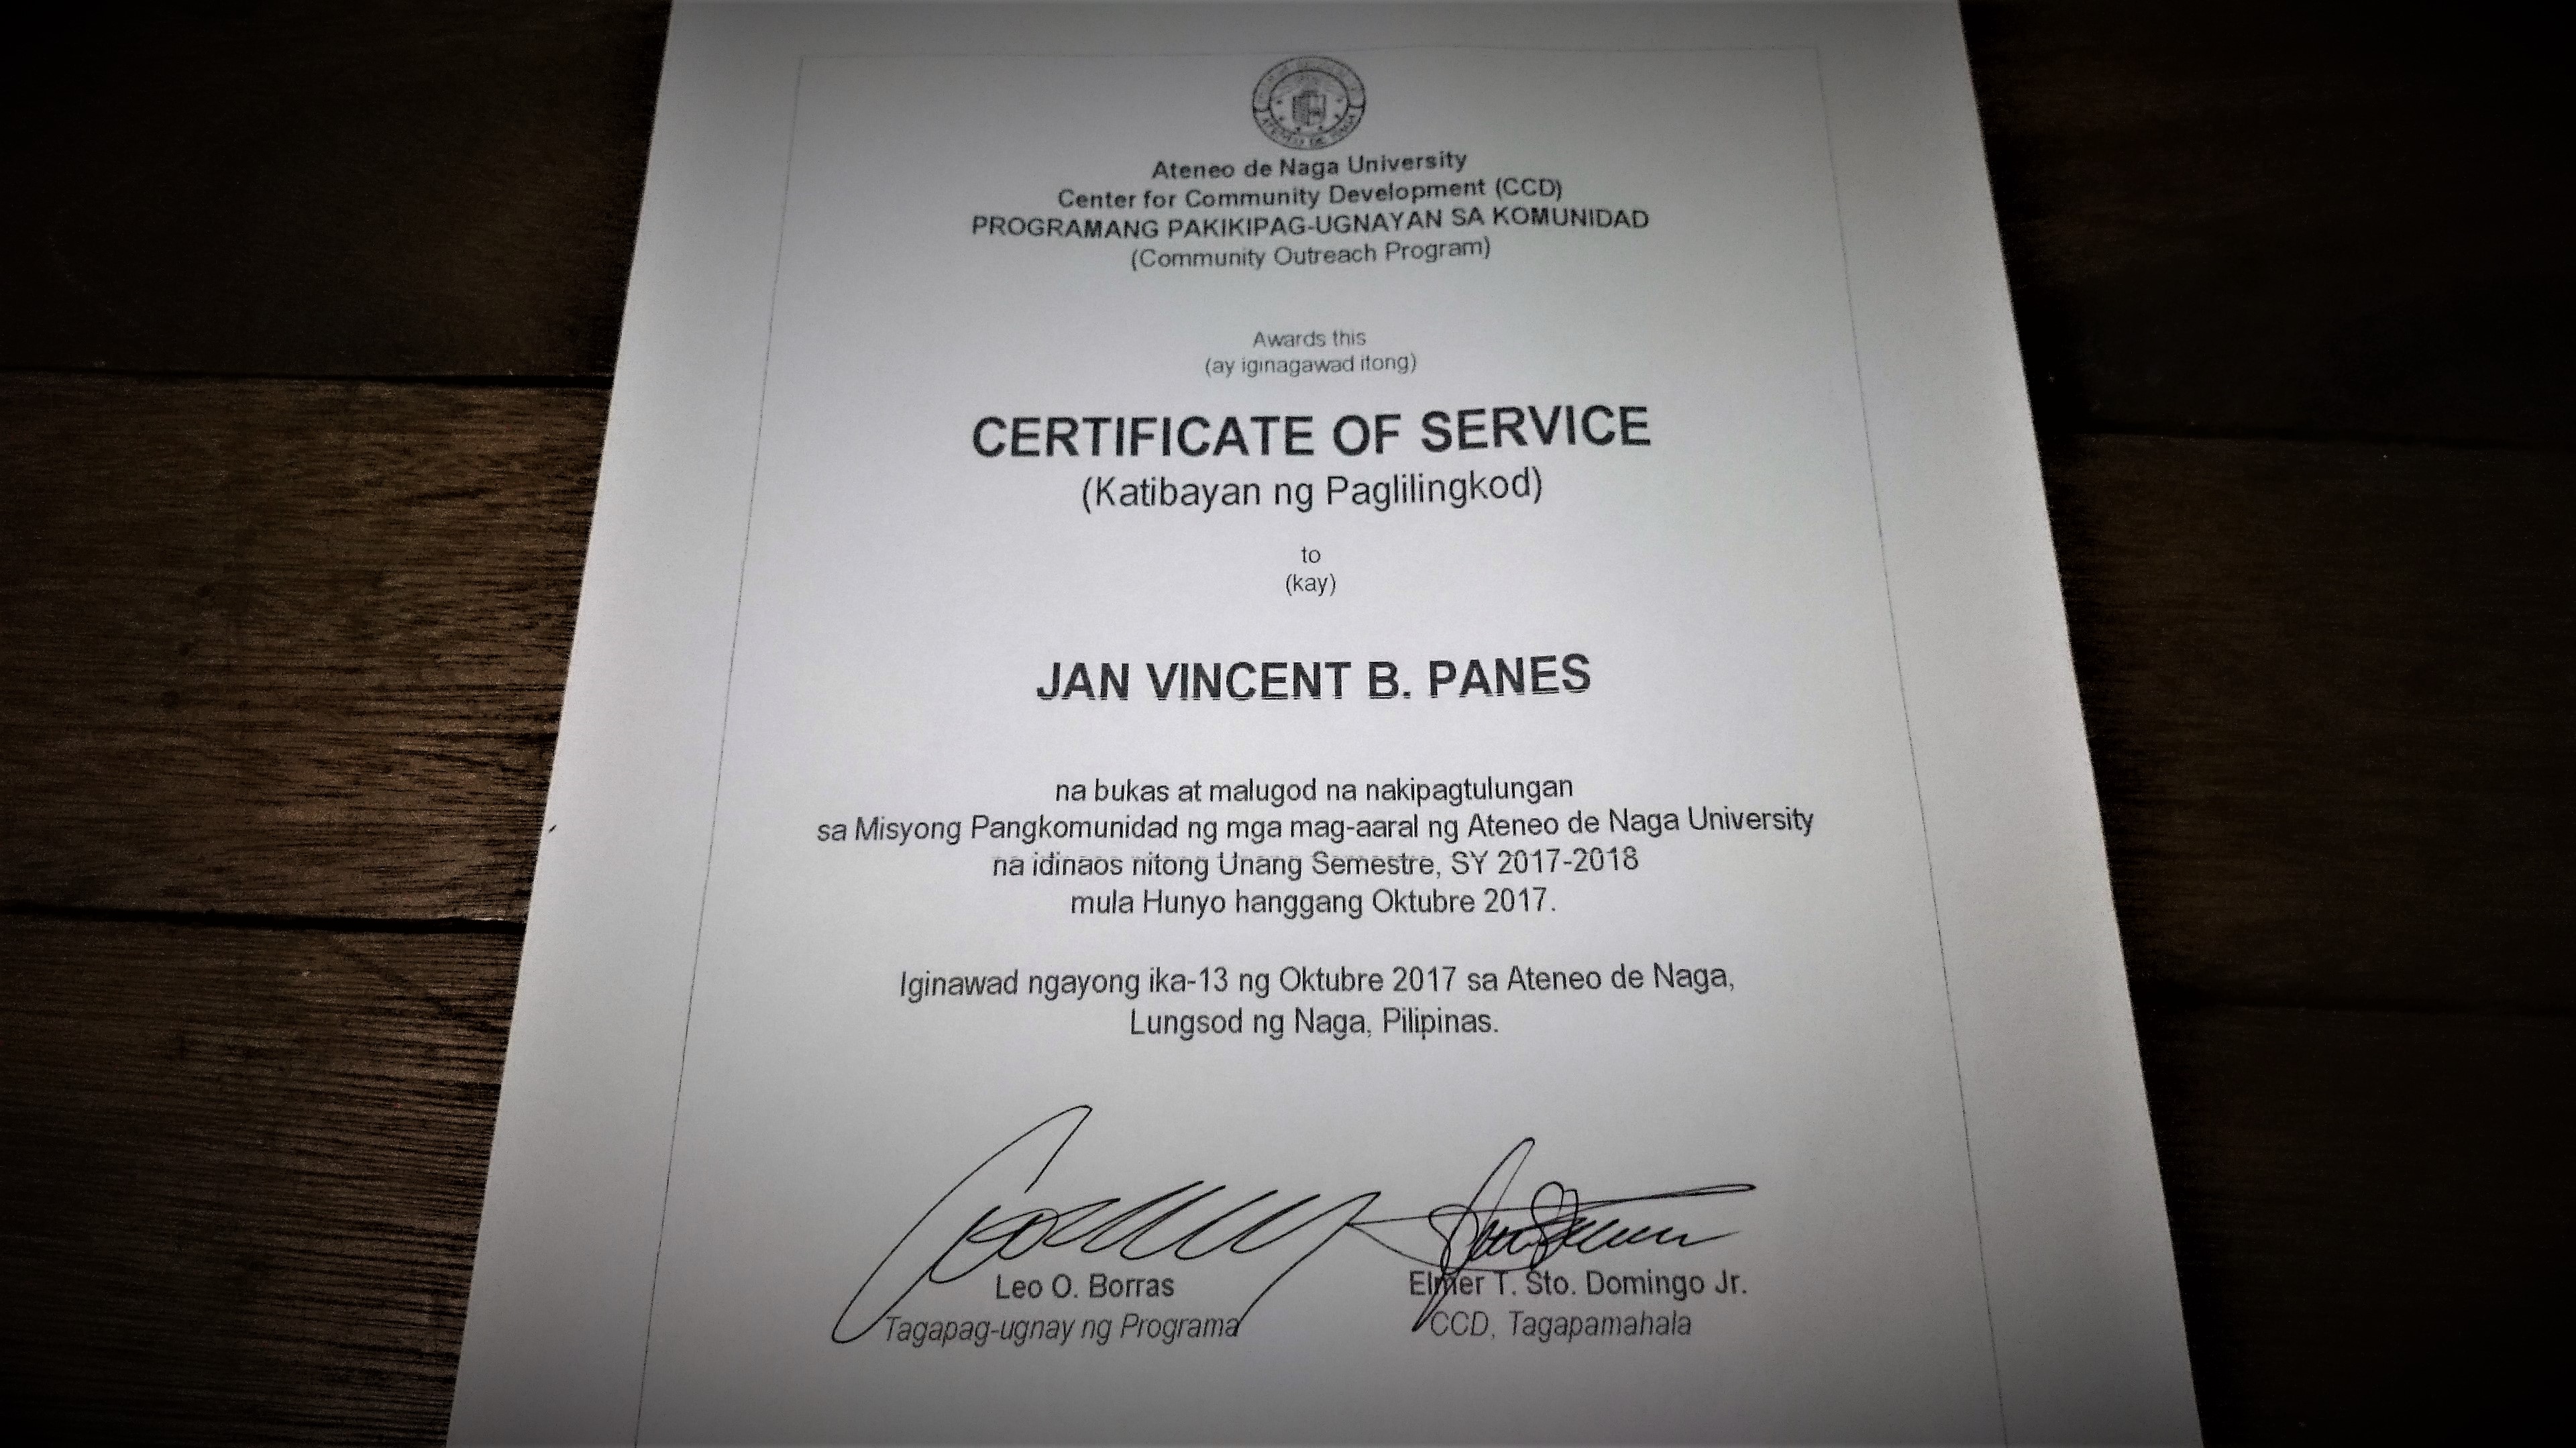 ATENEO DE NAGA
Ateneo de Naga University
Center for Community Development (CCD)
PROGRAMANG PAKIKIPAG-UGNAYAN SA KOMUNIDAD
(Community Outreach Program)
Awards this
(ay iginagawad itong)
CERTIFICATE OF SERVICE
(Katibayan ng Paglilingkod)
to
(kay)
JAN VINCENT B. PANES
na bukas at malugod na nakipagtulungan
sa Misyong Pangkomunidad ng mga mag-aaral ng Ateneo de Naga University
na idinaos nitong Unang Semestre, SY 2017-2018
mula Hunyo hanggang Oktubre 2017.
Iginawad ngayong ika-13 ng Oktubre 2017 sa Ateneo de Naga,
Lungsod ng Naga, Pilipinas.
Leo O. Borras
Tagapag-ugnay ng Programa
Elmer T. Sto. Domingo Jr.
CCD, Tagapamahala